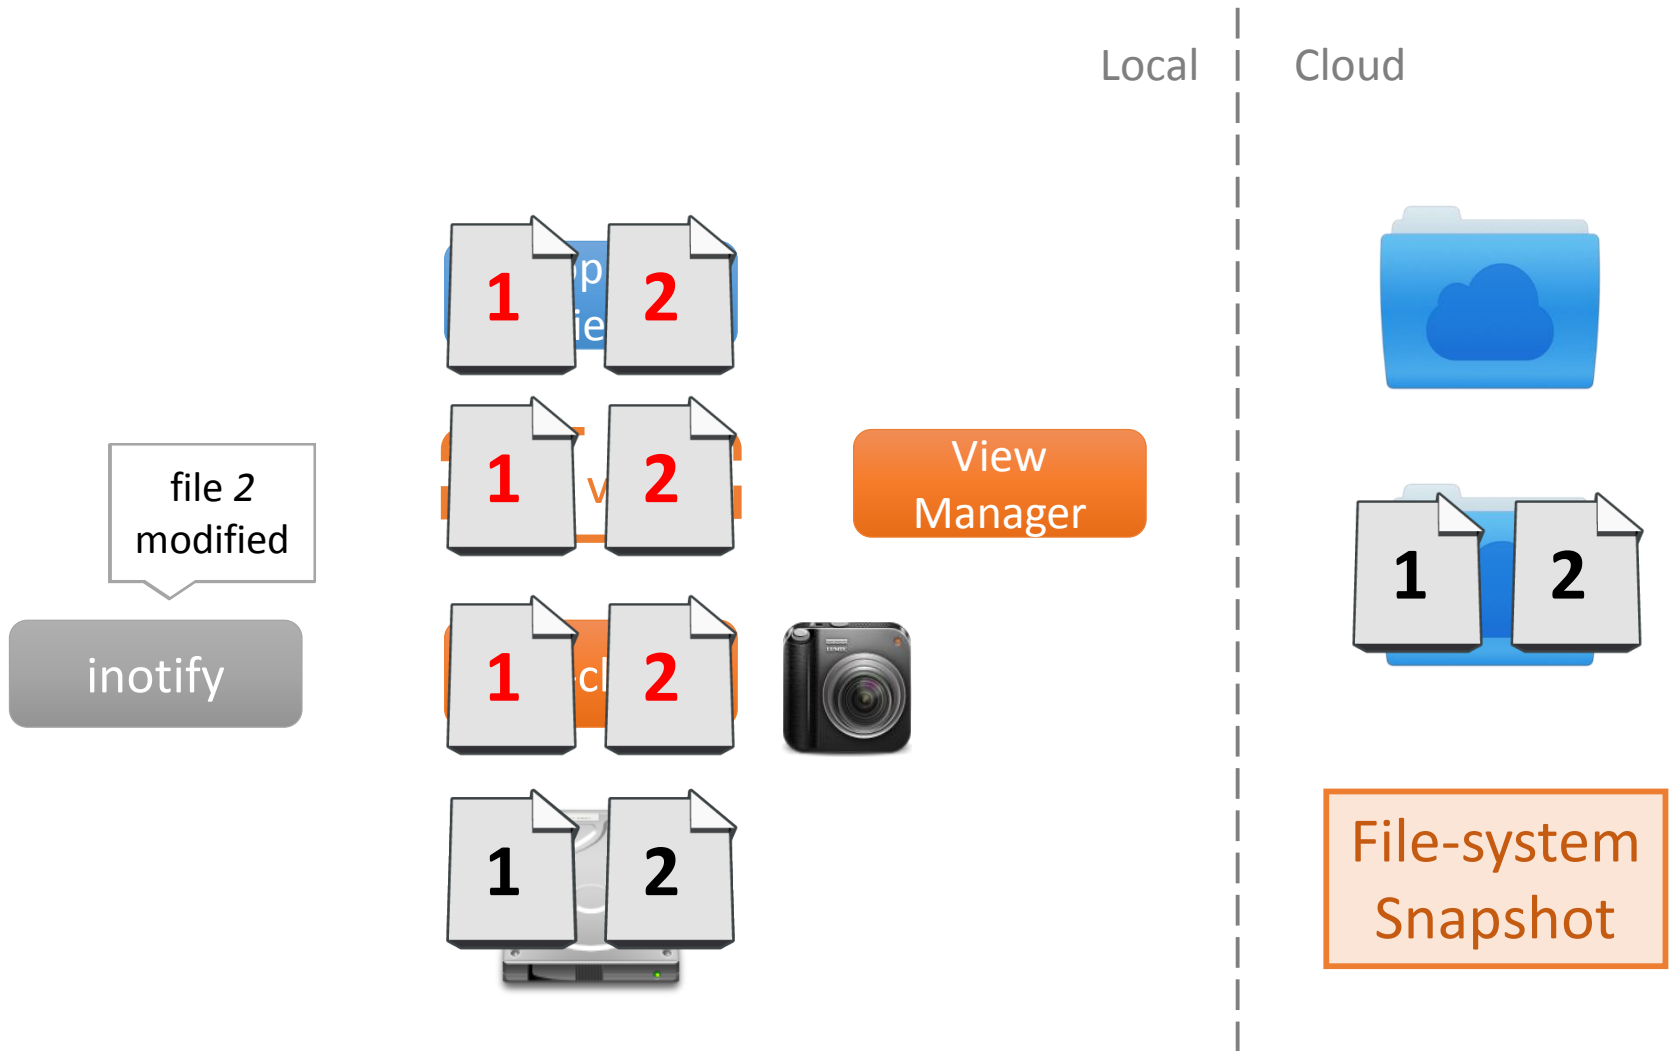 Local
Cloud
1
2
1
2
file 2
modified
View
Manager
1
2
inotify
1
2
1
2
File-system
Snapshot